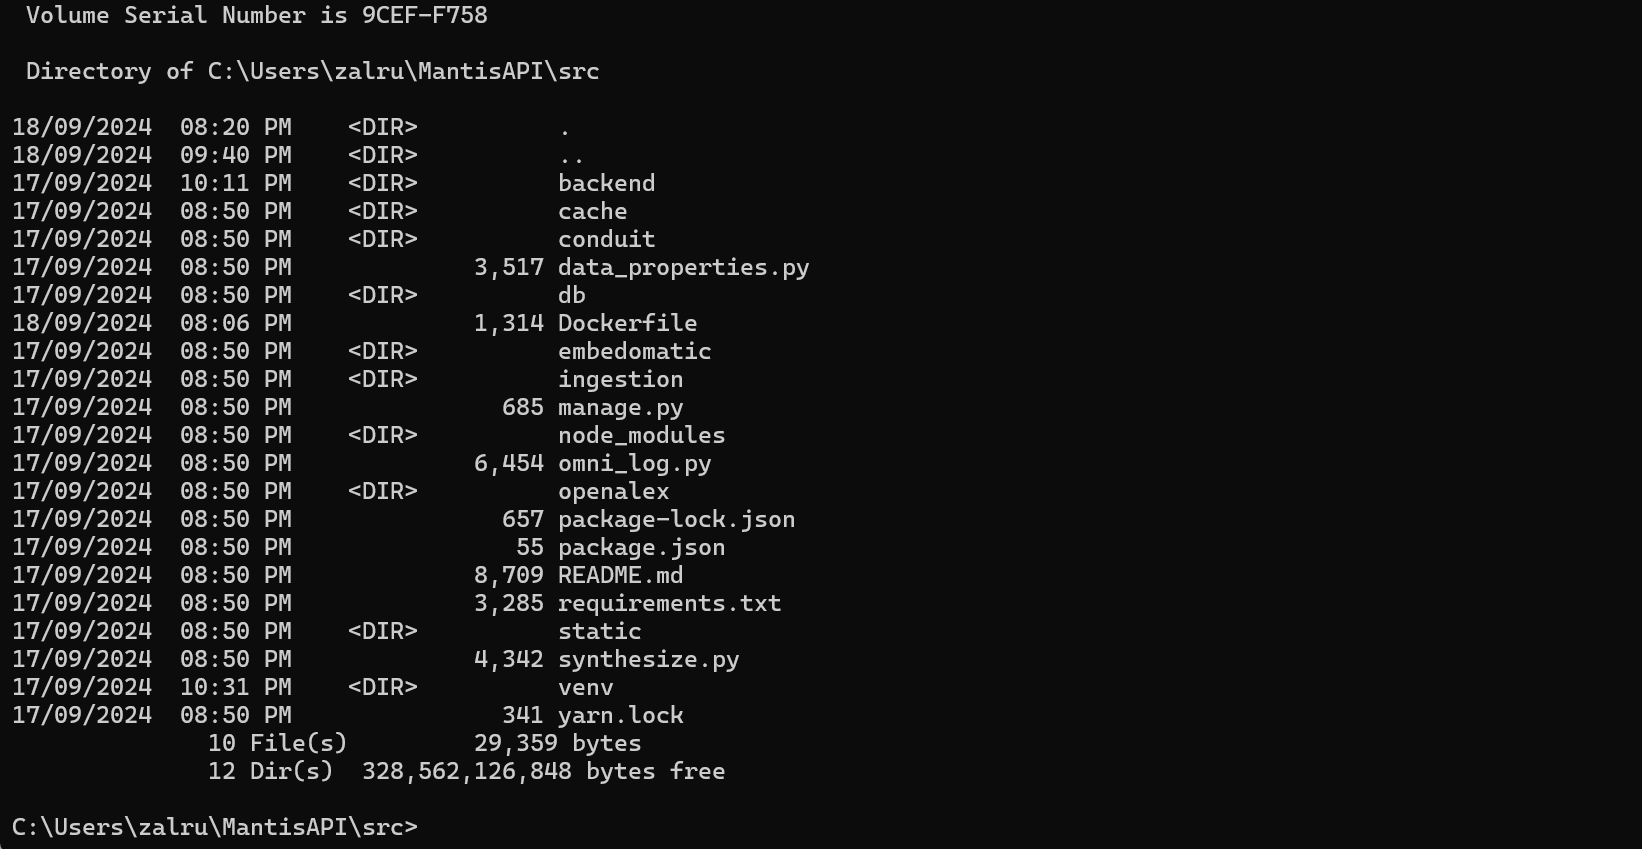 Volume Serial Number is 9CEF-F758
Directory of C:\Users\zalru\MantisAPI\src
18/09/2024  08:20 PM    <DIR>          .
18/09/2024  09:40 PM    <DIR>          ..
17/09/2024  10:11 PM    <DIR>          backend
17/09/2024  08:50 PM    <DIR>          cache
17/09/2024  08:50 PM    <DIR>          conduit
17/09/2024  08:50 PM             3,517 data_properties.py
17/09/2024  08:50 PM    <DIR>          db
18/09/2024  08:06 PM             1,314 Dockerfile
17/09/2024  08:50 PM    <DIR>          embedomatic
17/09/2024  08:50 PM    <DIR>          ingestion
17/09/2024  08:50 PM               685 manage.py
17/09/2024  08:50 PM    <DIR>          node_modules
17/09/2024  08:50 PM             6,454 omni_log.py
17/09/2024  08:50 PM    <DIR>          openalex
17/09/2024  08:50 PM               657 package-lock.json
17/09/2024  08:50 PM                55 package.json
17/09/2024  08:50 PM             8,709 README.md
17/09/2024  08:50 PM             3,285 requirements.txt
17/09/2024  08:50 PM    <DIR>          static
17/09/2024  08:50 PM             4,342 synthesize.py
17/09/2024  10:31 PM    <DIR>          venv
17/09/2024  08:50 PM               341 yarn.lock
10 File(s)         29,359 bytes
12 Dir(s)  328,562,126,848 bytes free
C:\Users\zalru\MantisAPI\src>